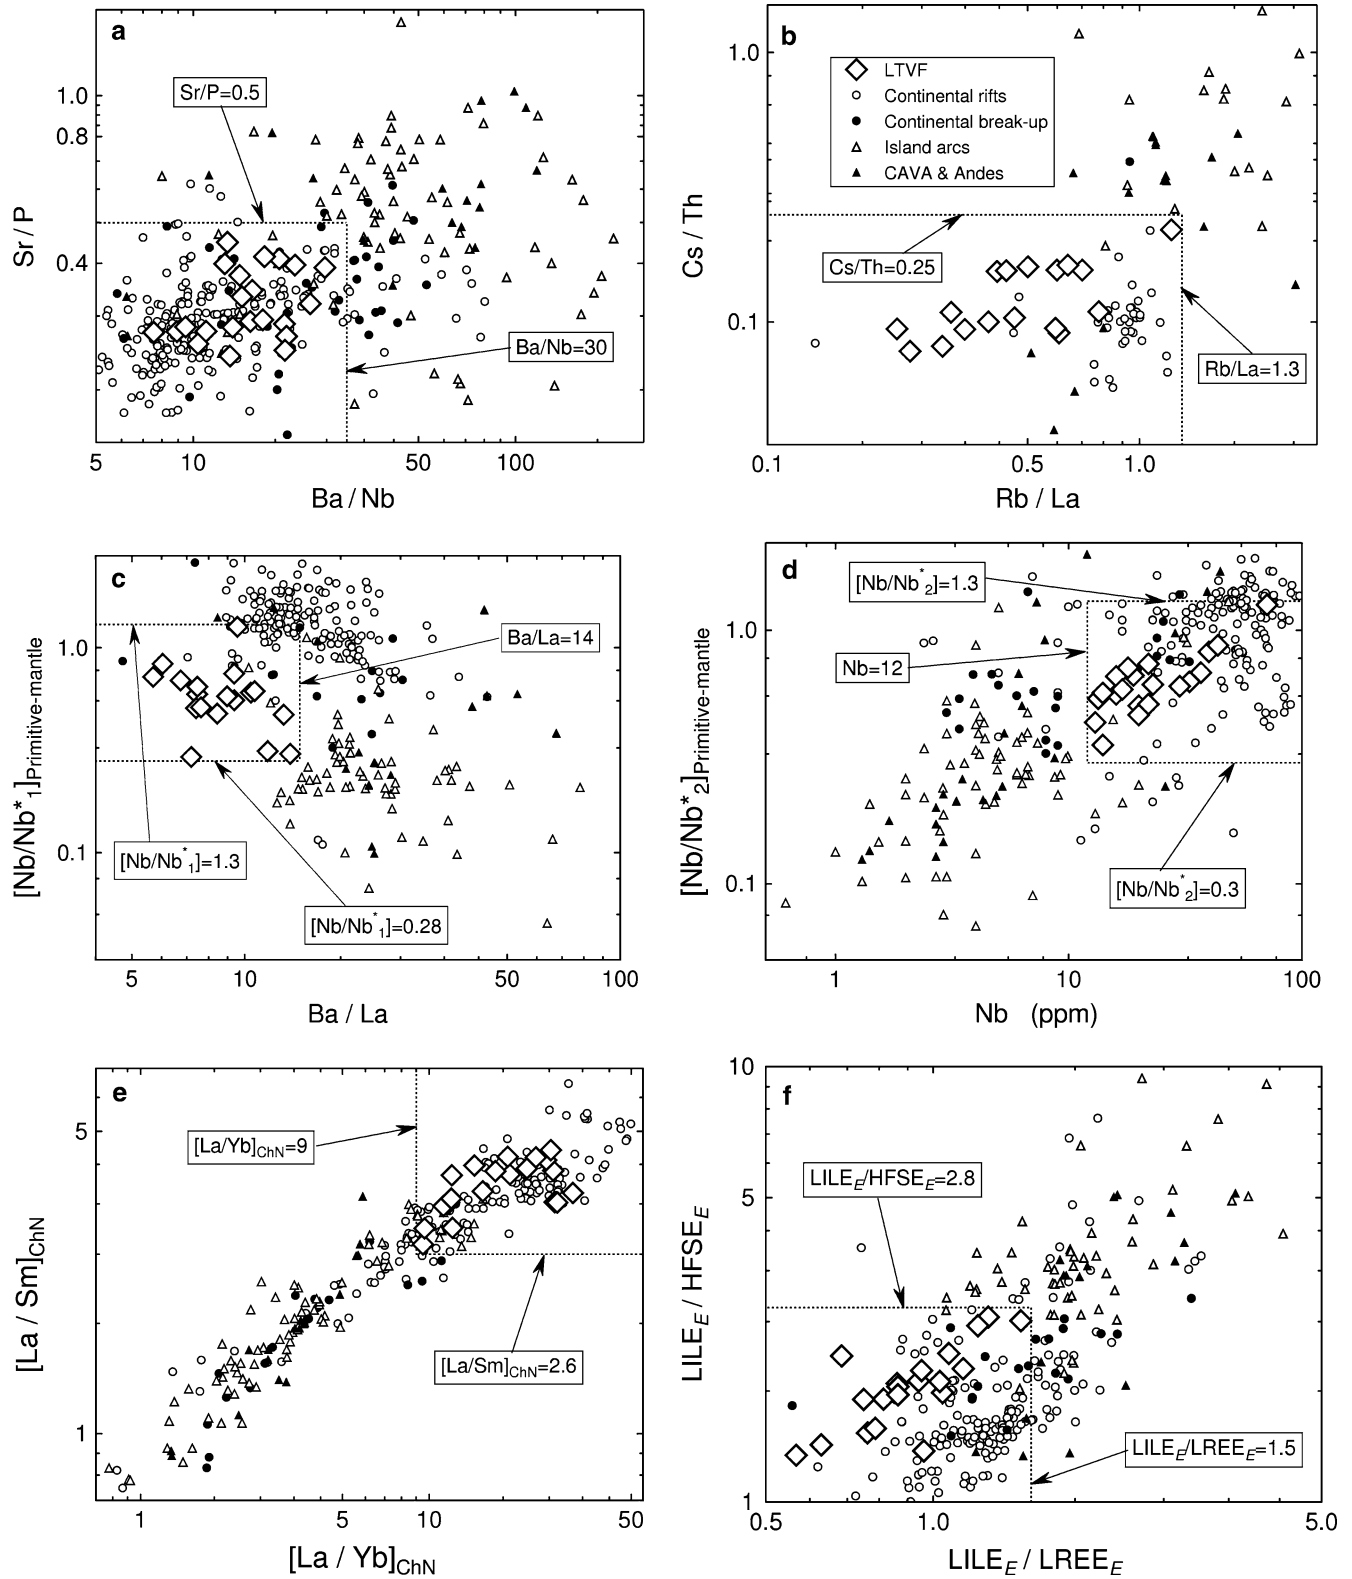 a
Sr/P=0.5
1.0
0.8
0.4
Sr / P
Ba/Nb=30
5
10
50
100
Ba / Nb
b
LTVF
Continental rifts
Continental break-up
Island arcs
CAVA & Andes
1.0
0.1
Cs / Th
Cs/Th=0.25
Rb/La=1.3
0.1
0.5
1.0
Rb / La
c
1.0
0.1
[Nb/Nb*1]Primitive-mantle
Ba/La=14
[Nb/Nb*1]=1.3
[Nb/Nb*1]=0.28
5
10
50
100
Ba / La
d
[Nb/Nb*2]=1.3
1.0
0.1
[Nb/Nb*2]Primitive-mantle
Nb=12
[Nb/Nb*2]=0.3
1
10
100
Nb (ppm)
e
[La/Yb]ChN=9
5
1
[La / Sm]ChN
[La/Sm]ChN=2.6
1
5
10
50
[La / Yb]ChN
f
10
5
1
LILEE / HFSEE
LILEE/HFSEE=2.8
LILEE/LREEE=1.5
0.5
1.0
5.0
LILEE / LREEE